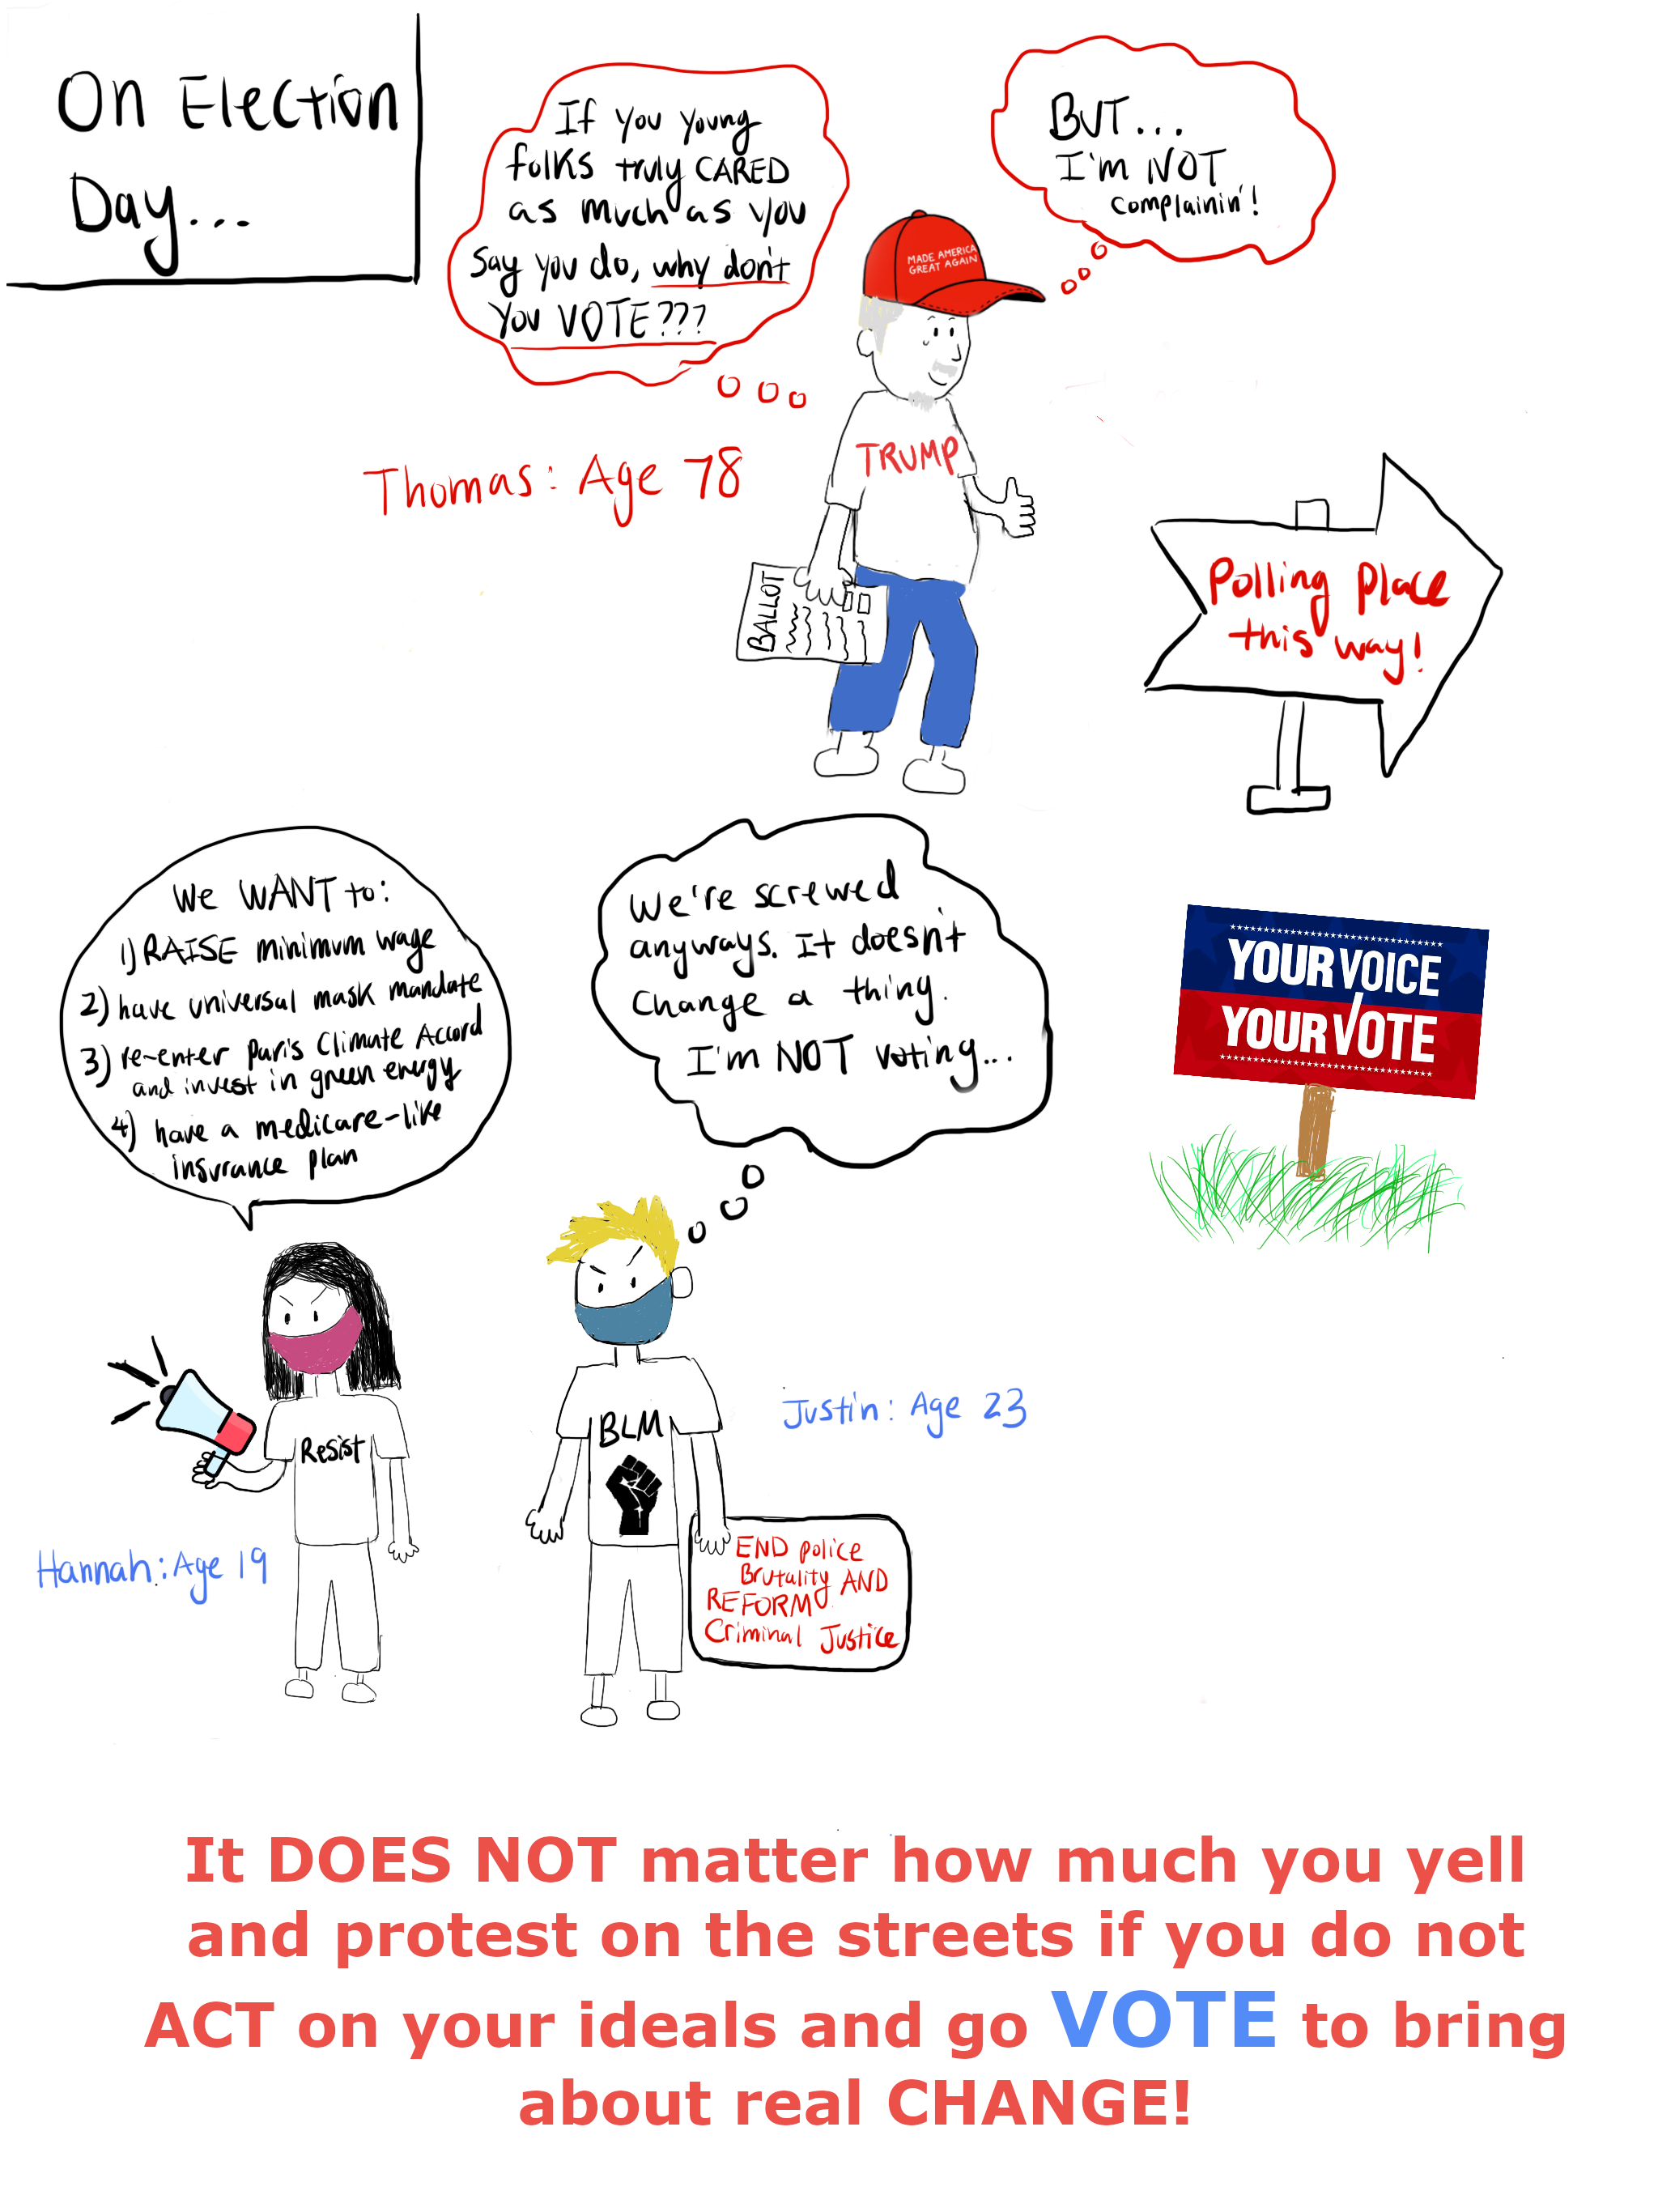 On Election
Day...
If you young
folks truly CARED
as much as you
say you do, why don't
you VOTE???
BUT...
I'm NOT
complainin'!
MADE AMERICA
GREAT AGAIN
TRUMP
Thomas: Age 78
BALLOT
Polling Place
this way!
We WANT to:
1) RAISE minimum wage
2) have universal mask mandate
3) re-enter Paris Climate Accord
and invest in green energy
4) have a medicare-like
insurance plan
We're screwed
anyways. It doesn't
change a thing.
I'm NOT voting...
YOUR VOICE
YOUR VOTE
Resist
Hannah: Age 19
BLM
Justin: Age 23
END police
Brutality AND
REFORM
Criminal Justice
It DOES NOT matter how much you yell
and protest on the streets if you do not
ACT on your ideals and go VOTE to bring
about real CHANGE!